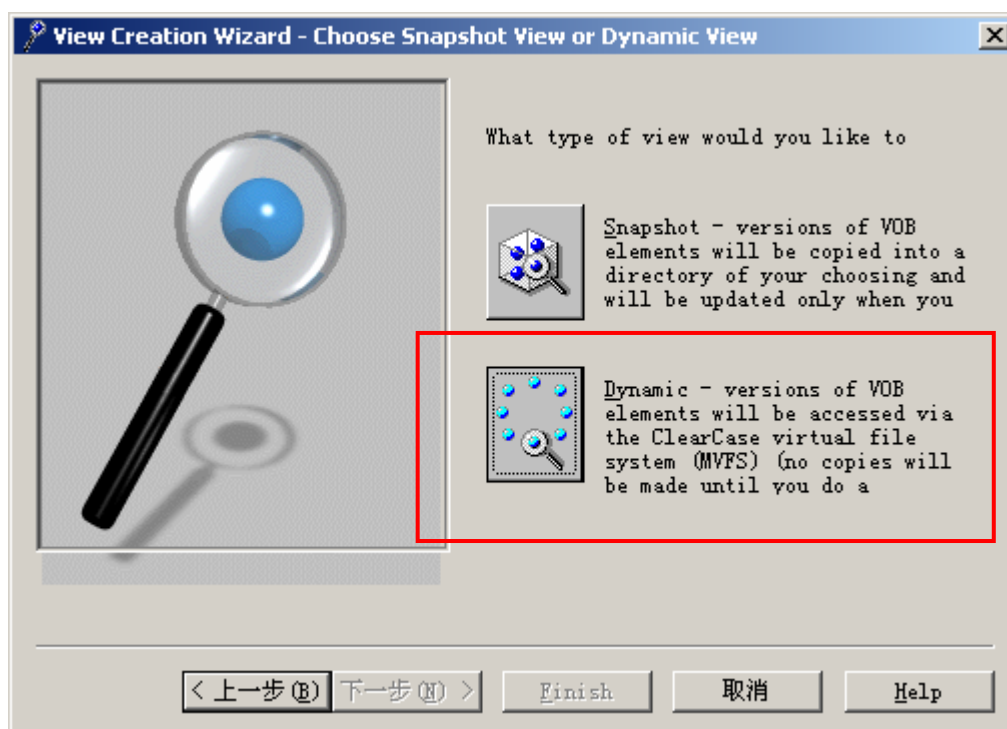 View Creation Wizard - Choose Snapshot View or Dynamic View
What type of view would you like to
Snapshot - versions of VOB
elements will be copied into a
directory of your choosing and
will be updated only when you
Dynamic - versions of VOB
elements will be accessed via
the ClearCase virtual file
system (MVFS) (no copies will
be made until you do a
< 上一步(B)
下一步(N) >
Finish
取消
Help